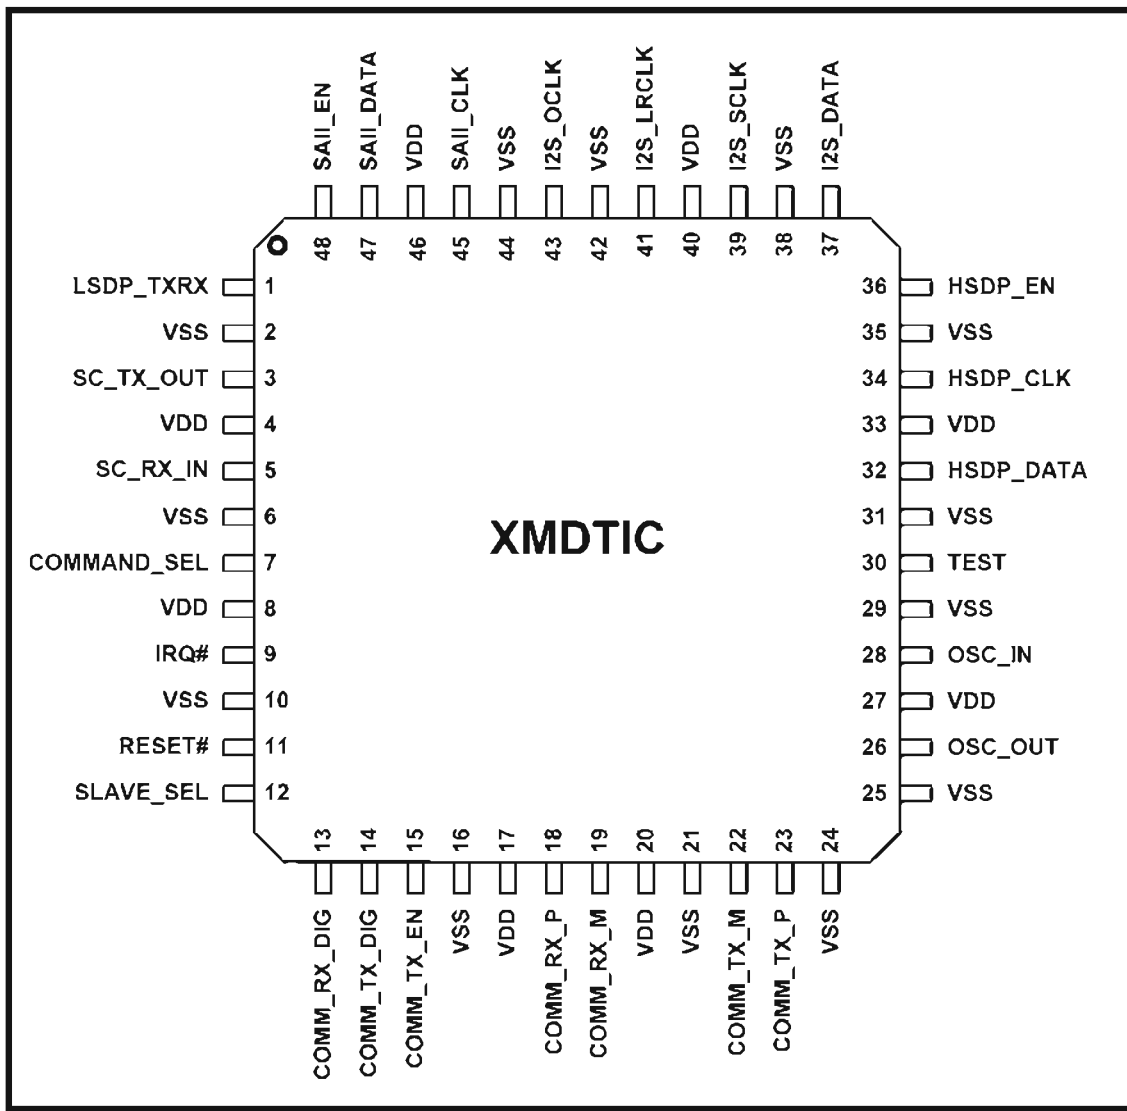 SAII_EN
SAII_DATA
VDD
SAII_CLK
VSS
I2S_OCLK
VSS
I2S_LRCLK
VDD
I2S_SCLK
VSS
I2S_DATA
48 47 46 45 44 43 42 41 40 39 38 37
LSDP_TXRX 1 36 HSDP_EN
VSS 2 35 VSS
SC_TX_OUT 3 34 HSDP_CLK
VDD 4 33 VDD
SC_RX_IN 5 32 HSDP_DATA
VSS 6 31 VSS
XMDTIC
COMMAND_SEL 7 30 TEST
VDD 8 29 VSS
IRQ# 9 28 OSC_IN
VSS 10 27 VDD
RESET# 11 26 OSC_OUT
SLAVE_SEL 12 25 VSS
13 14 15 16 17 18 19 20 21 22 23 24
COMM_RX_DIG
COMM_TX_DIG
COMM_TX_EN
VSS
VDD
COMM_RX_P
COMM_RX_M
VDD
VSS
COMM_TX_M
COMM_TX_P
VSS